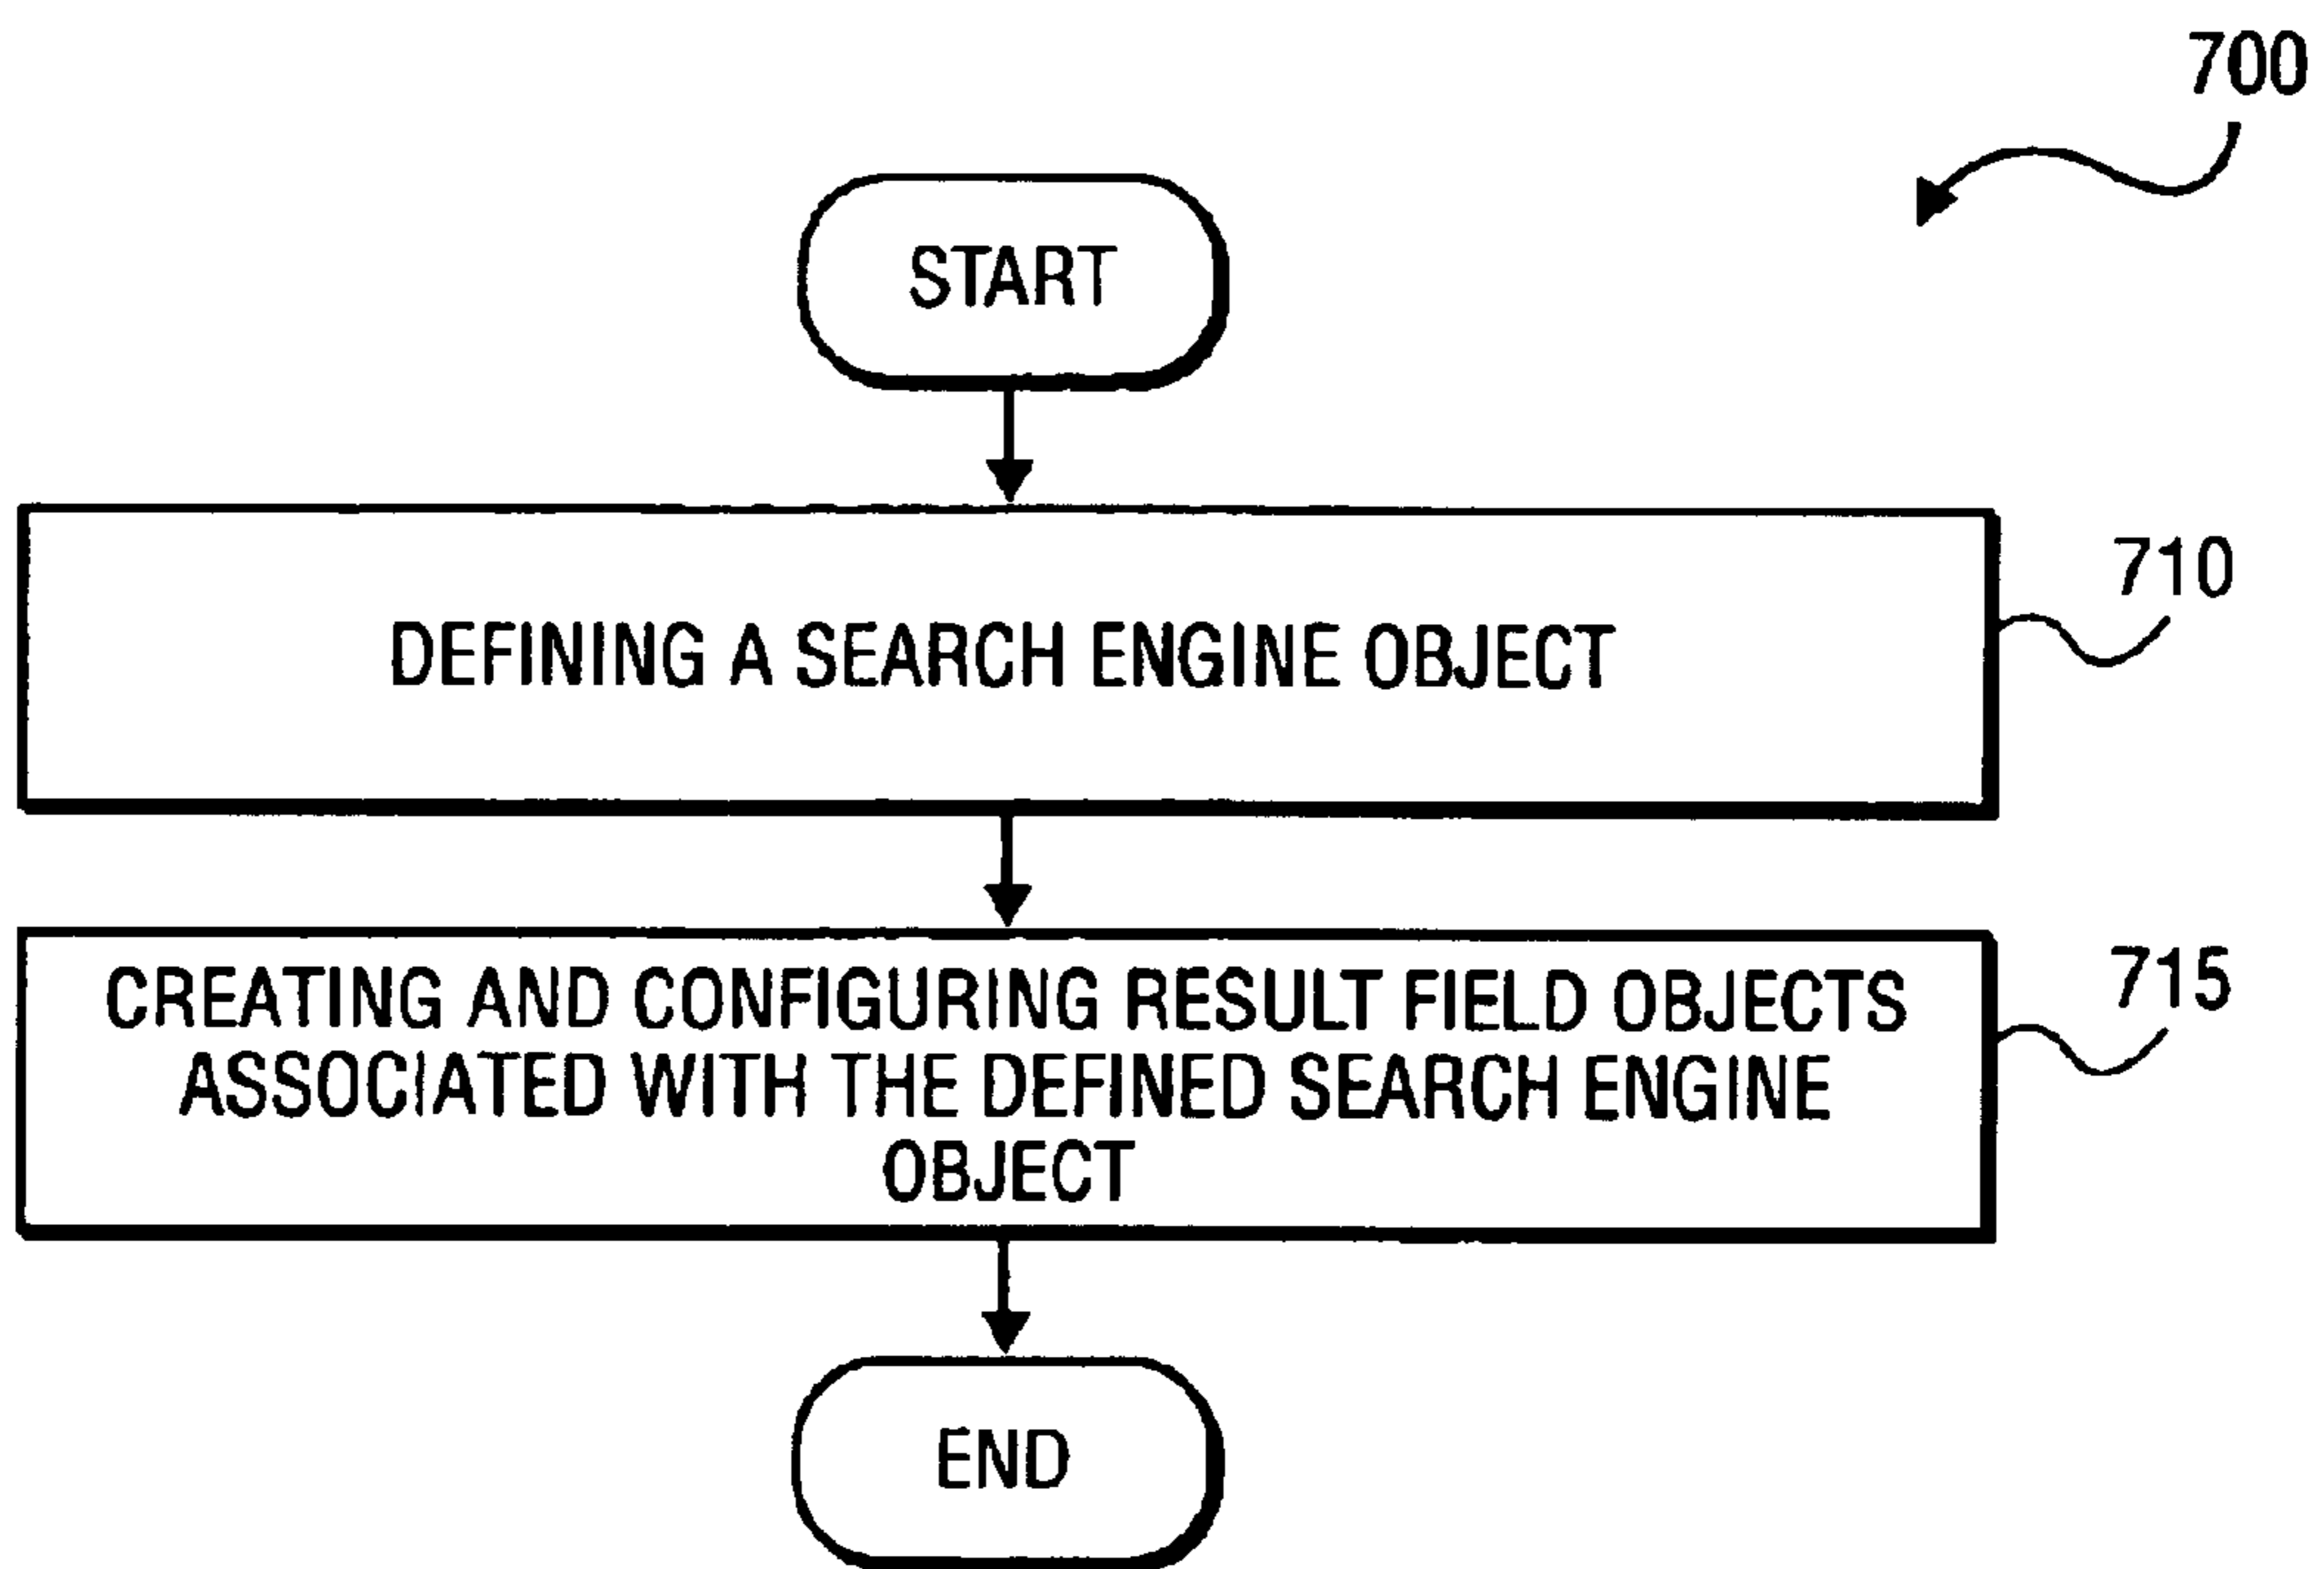 700
START
710
DEFINING A SEARCH ENGINE OBJECT
715
CREATING AND CONFIGURING RESULT FIELD OBJECTS
ASSOCIATED WITH THE DEFINED SEARCH ENGINE
OBJECT
END